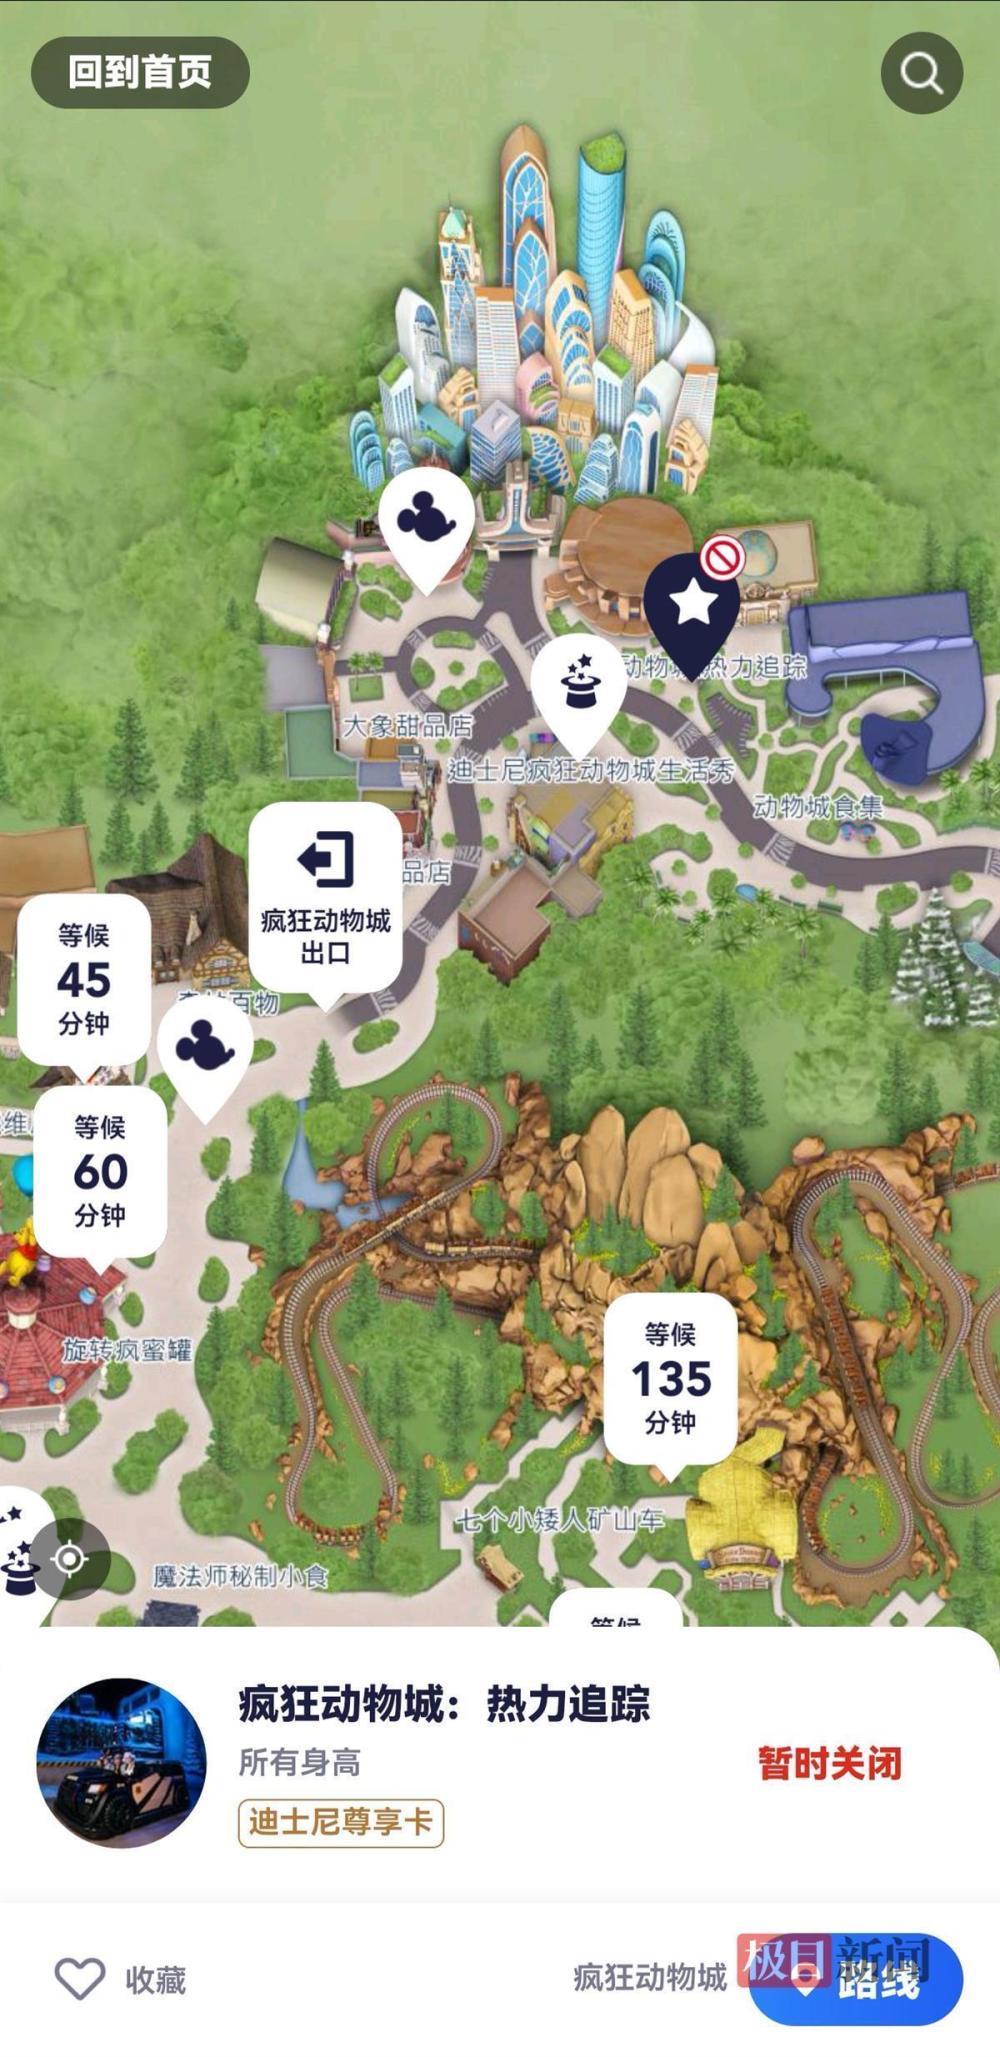 回到首页
动物城
热力追踪
大象甜品店
迪士尼疯狂动物城生活秀
动物城食集
品店
疯狂动物城
出口
等候
45
分钟
百物
等候
60
分钟
维
旋转疯蜜罐
等候
135
分钟
七个小矮人矿山车
魔法师秘制小食
等候
疯狂动物城：热力追踪
所有身高
暂时关闭
迪士尼尊享卡
收藏
疯狂动物城
路线
极目新闻